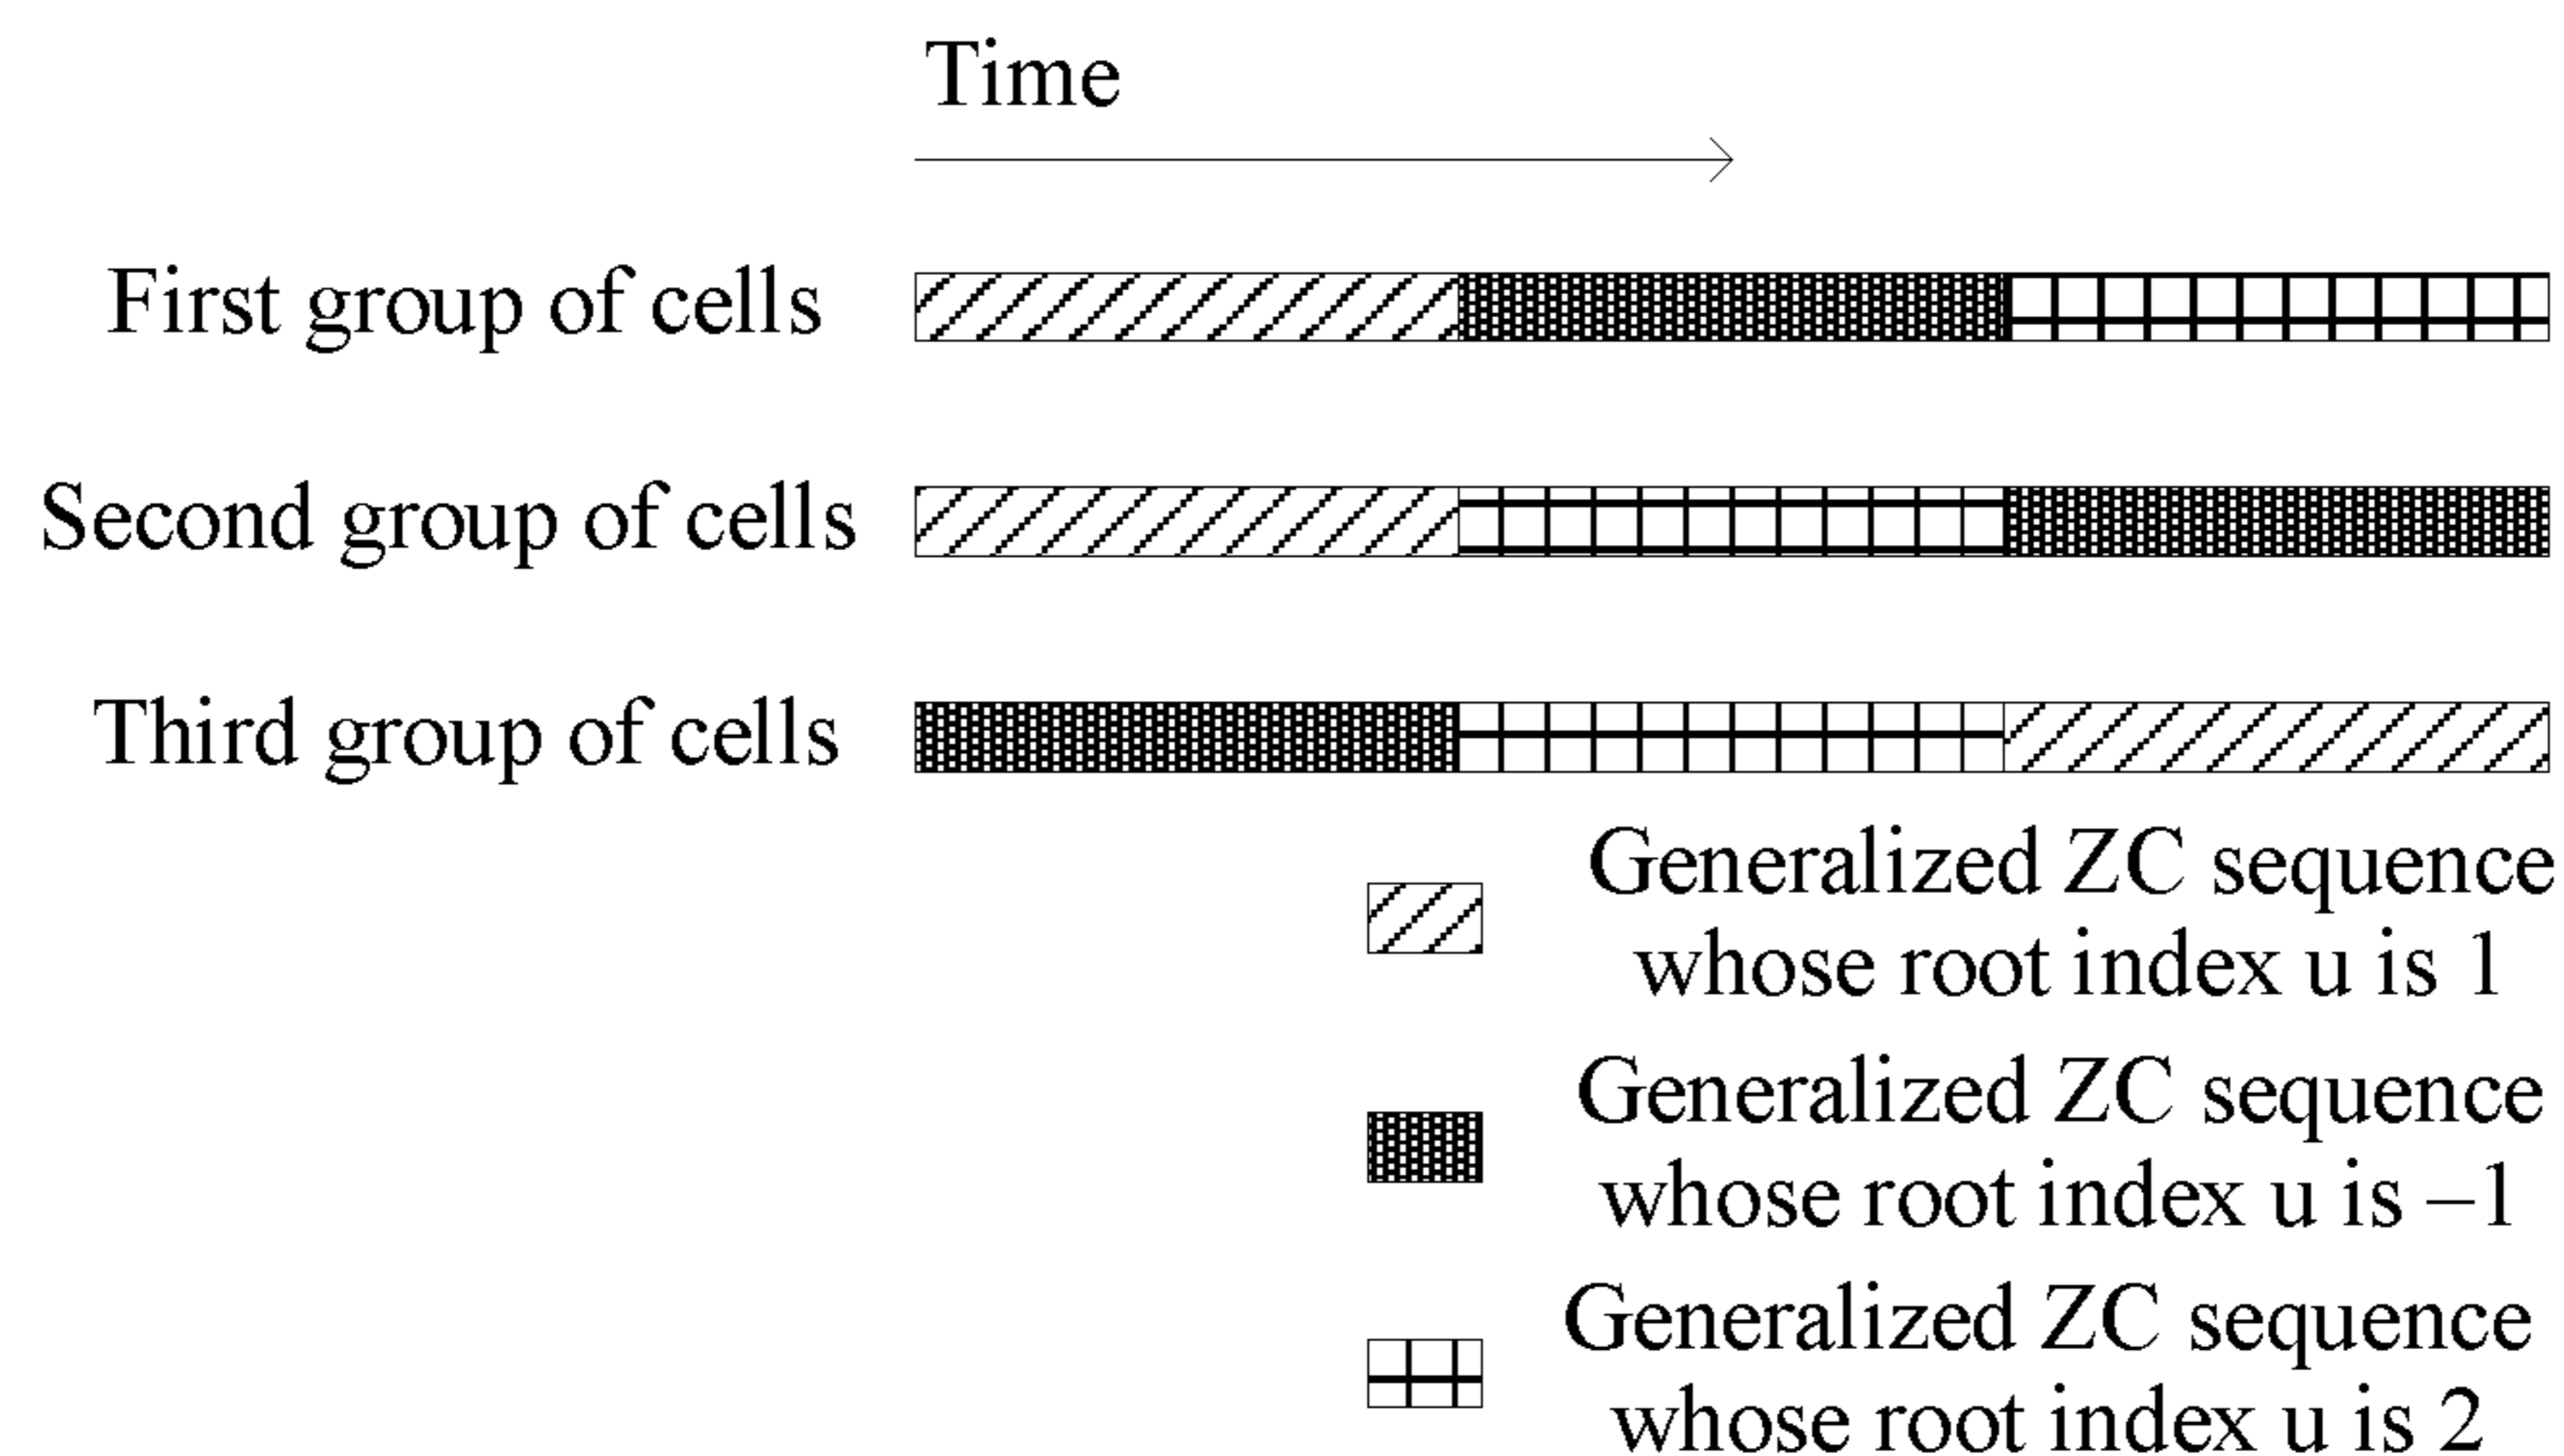 Time
First group of cells
Second group of cells
Third group of cells
Generalized ZC sequence
whose root index u is 1
Generalized ZC sequence
whose root index u is –1
Generalized ZC sequence
whose root index u is 2